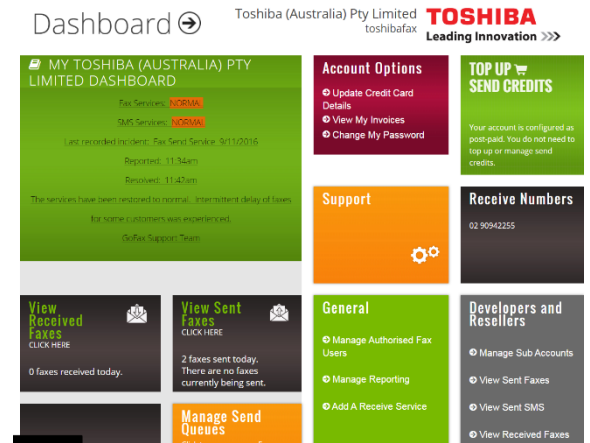 Dashboard
Toshiba (Australia) Pty Limited
toshibafax
TOSHIBA
Leading Innovation >>>
MY TOSHIBA (AUSTRALIA) PTY
LIMITED DASHBOARD
Fax Services: NORMAL
SMS Services: NORMAL
Last recorded incident: Fax Send Service 9/11/2016
Reported: 11:34am
Resolved: 11:42am
The services have been restored to normal. Intermittent delay of faxes
for some customers was experienced.
GoFax Support Team
Account Options
Update Credit Card
Details
View My Invoices
Change My Password
TOP UP
SEND CREDITS
Your account is configured as
post-paid. You do not need to
top up or manage send
credits.
Support
Receive Numbers
02 90942255
View
Received
Faxes
CLICK HERE
0 faxes received today.
View Sent
Faxes
CLICK HERE
2 faxes sent today.
There are no faxes
currently being sent.
General
Manage Authorised Fax
Users
Manage Reporting
Add A Receive Service
Developers and
Resellers
Manage Sub Accounts
View Sent Faxes
View Sent SMS
View Received Faxes
Manage Send
Queues